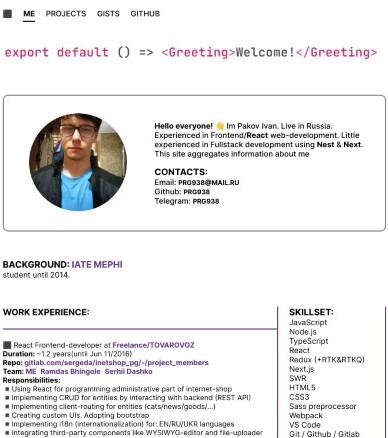 ME PROJECTS GISTS GITHUB
export default () => <Greeting>Welcome!</Greeting>
Hello everyone! 👋 Im Pakov Ivan. Live in Russia.
Experienced in Frontend/React web-development. Little
experienced in Fullstack development using Nest & Next.
This site aggregates information about me
CONTACTS:
Email: PRG938@MAIL.RU
Github: PRG938
Telegram: PRG938
BACKGROUND: IATE MEPHI
student until 2014.
WORK EXPERIENCE:
React Frontend-developer at Freelance/TOVAROVOZ
Duration: ~1.2 years(until Jun 11/2016)
Repo: gitlab.com/sergeda/inetshop_pg/-/project_members
Team: ME Ramdas Bhingole Serhii Dashko
Responsibilities:
Using React for programming administrative part of internet-shop
Implementing CRUD for entities by interacting with backend (REST API)
Implementing client-routing for entities (cats/news/goods/...)
Creating custom UIs. Adopting bootstrap
Implementing i18n (internationalization) for: EN/RU/UKR languages
Integrating third-party components like WYSIWYG-editor and file-uploader
SKILLSET:
JavaScript
Node.js
TypeScript
React
Redux (+RTK&RTKQ)
Next.js
SWR
HTML5
CSS3
Sass preprocessor
Webpack
VS Code
Git / Github / Gitlab